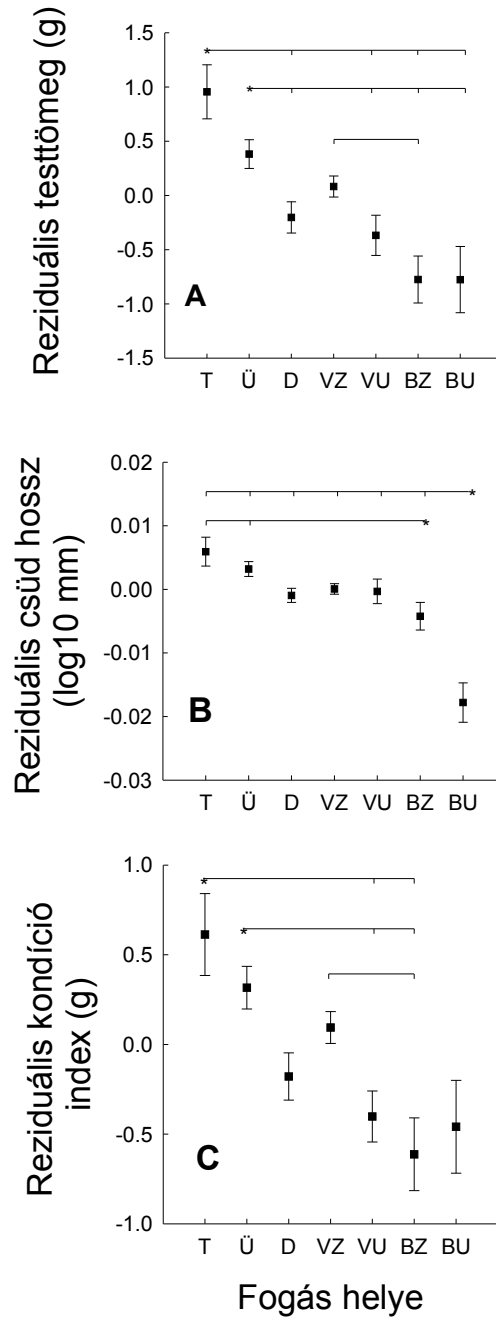 Reziduális testtömeg (g)
1.5
1.0
0.5
0.0
-0.5
-1.0
-1.5
* 
*
A
T Ü D VZ VU BZ BU
Reziduális csüd hossz
(log10 mm)
0.02
0.01
0.00
-0.01
-0.02
-0.03
*
*
B
T Ü D VZ VU BZ BU
Reziduális kondíció
index (g)
1.0
0.5
0.0
-0.5
-1.0
*
*
C
T Ü D VZ VU BZ BU
Fogás helye